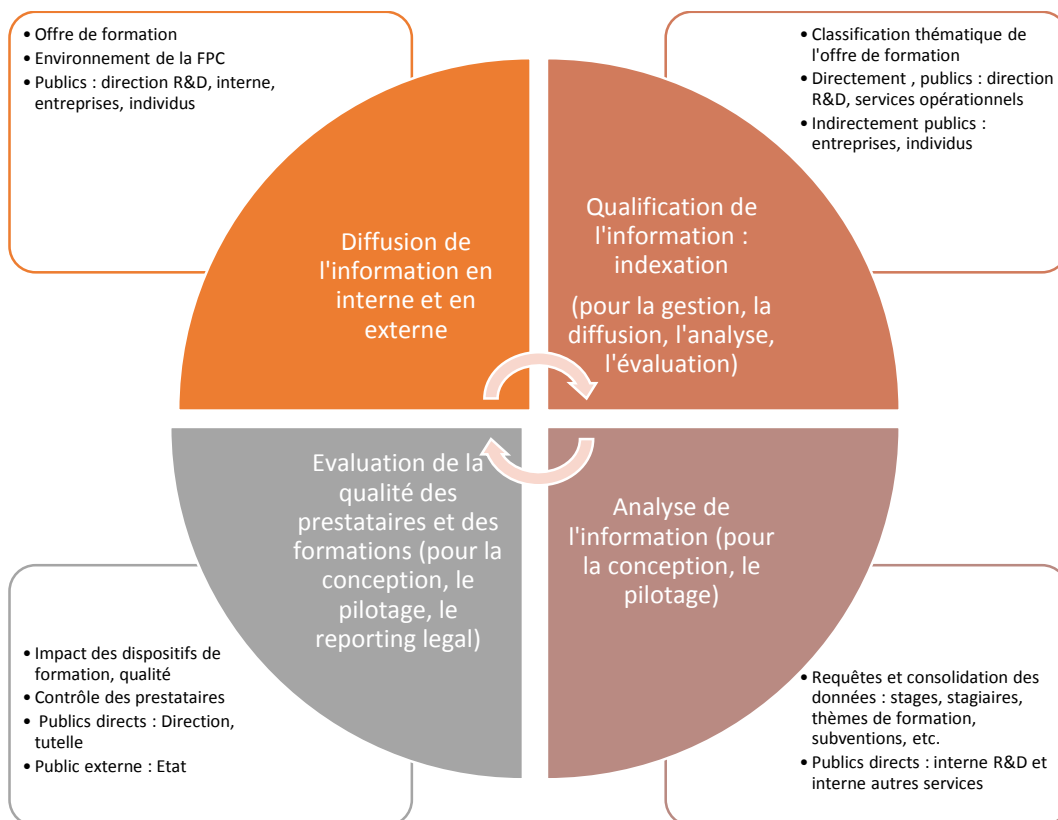 • Offre de formation
• Environnement de la FPC
• Publics : direction R&D, interne,
entreprises, individus
• Classification thématique de
l'offre de formation
• Directement , publics : direction
R&D, services opérationnels
• Indirectement publics :
entreprises, individus
Diffusion de
l'information en
interne et en
externe
Qualification de
l'information :
indexation
(pour la gestion, la
diffusion, l'analyse,
l'évaluation)
Evaluation de la
qualité des
prestataires et des
formations (pour la
conception, le
pilotage, le
reporting legal)
Analyse de
l'information (pour
la conception, le
pilotage)
• Impact des dispositifs de
formation, qualité
• Contrôle des prestataires
• Publics directs : Direction,
tutelle
• Public externe : Etat
• Requêtes et consolidation des
données : stages, stagiaires,
thèmes de formation,
subventions, etc.
• Publics directs : interne R&D et
interne autres services